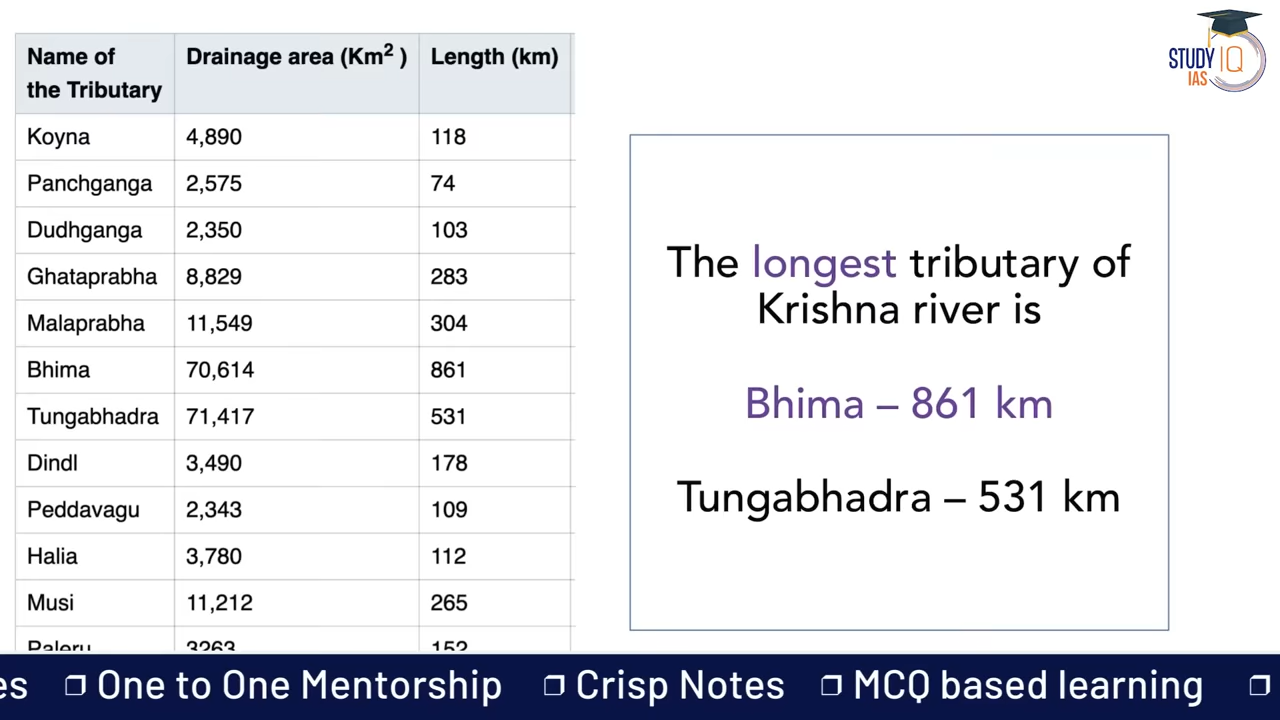 Name of the Tributary Drainage area (Km2 ) Length (km)
Koyna 4,890 118
Panchganga 2,575 74
Dudhganga 2,350 103
Ghataprabha 8,829 283
Malaprabha 11,549 304
Bhima 70,614 861
Tungabhadra 71,417 531
Dindl 3,490 178
Peddavagu 2,343 109
Halia 3,780 112
Musi 11,212 265
Paleru 3263 152
STUDY IQ
IAS
The longest tributary of
Krishna river is
Bhima – 861 km
Tungabhadra – 531 km
es ❐ One to One Mentorship ❐ Crisp Notes ❐ MCQ based learning ❐